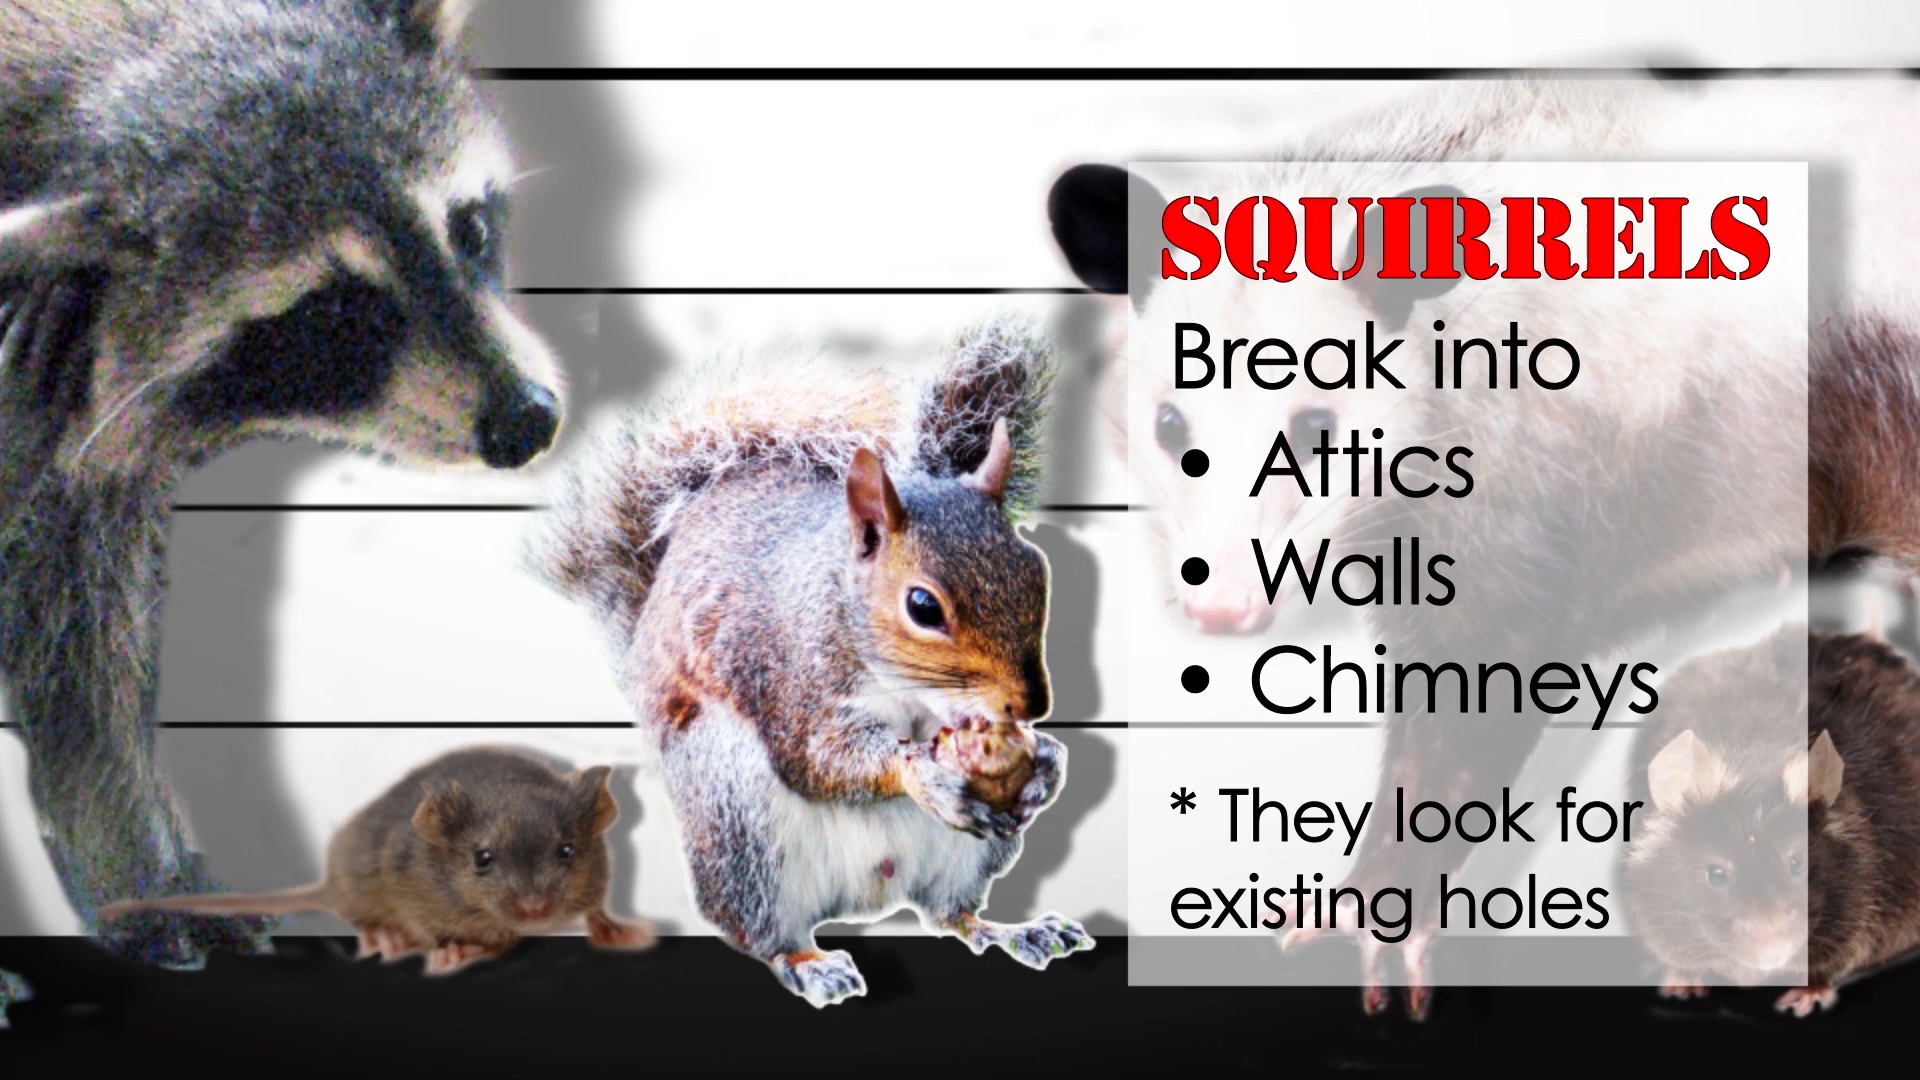 SQUIRRELS
Break into
• Attics
• Walls
• Chimneys
* They look for
existing holes